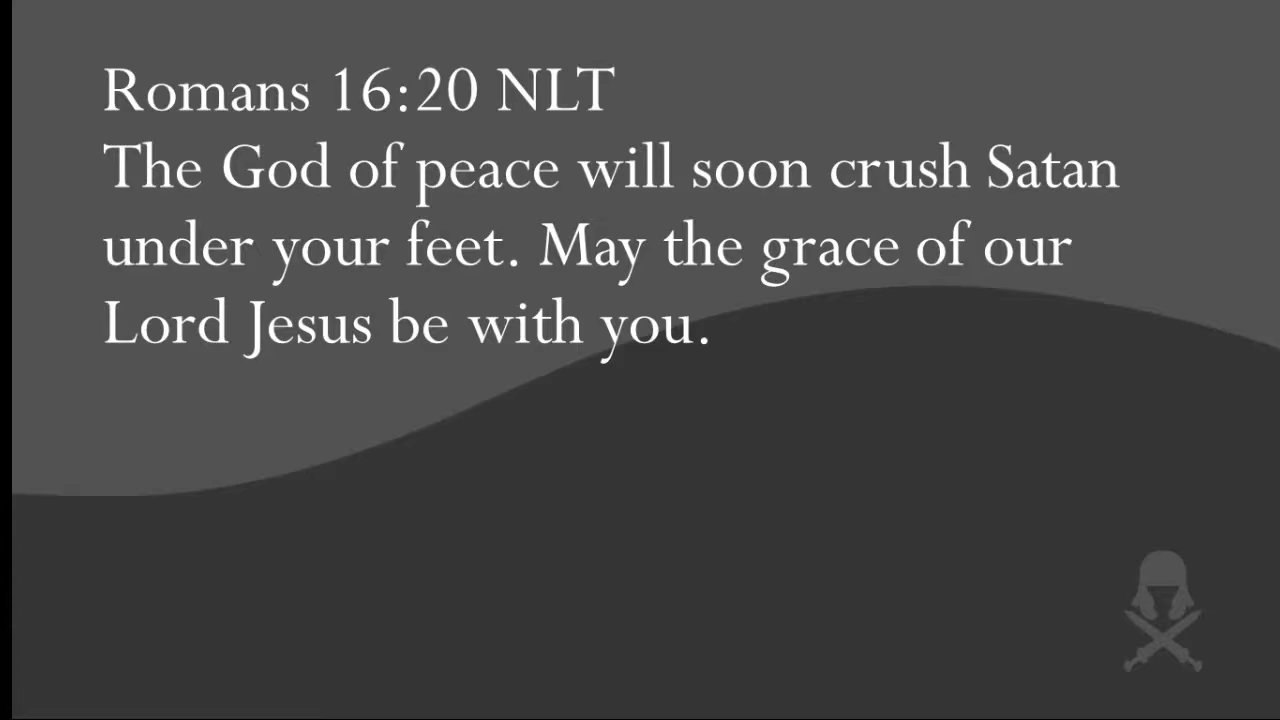 Romans 16:20 NLT
The God of peace will soon crush Satan
under your feet. May the grace of our
Lord Jesus be with you.